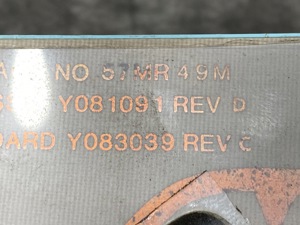 NO 57MR49M
Y081091 REV D
ARD Y083039 REV C